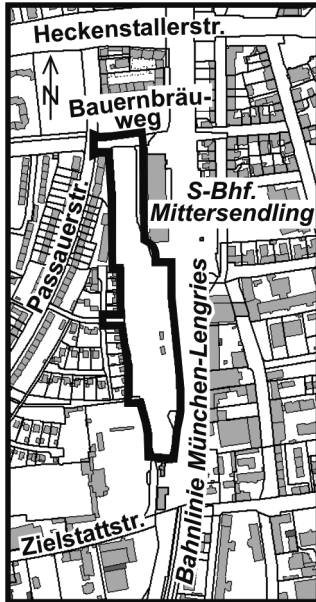 Heckenstallerstr.
N
Bauernbräu-
weg
Passauerstr.
S-Bhf.
Mittersendling
Bahnlinie München-Lengries
Zielstattstr.